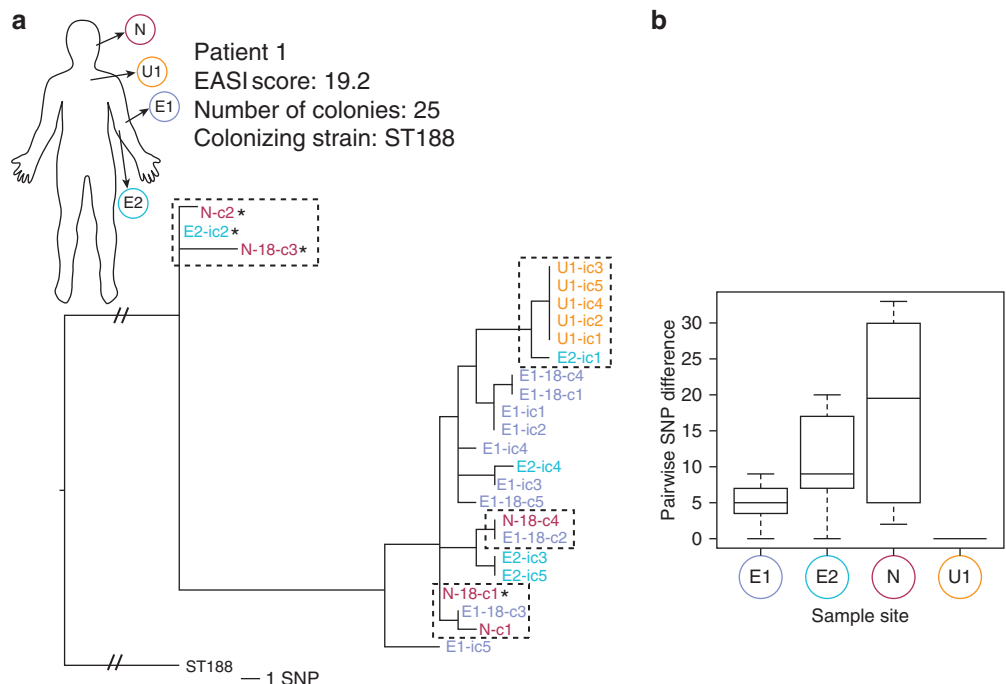 a
N
U1
E1
E2
Patient 1
EASI score: 19.2
Number of colonies: 25
Colonizing strain: ST188
N-c2*
E2-ic2*
N-18-c3*
U1-ic3
U1-ic5
U1-ic4
U1-ic2
U1-ic1
E2-ic1
E1-18-c4
E1-18-c1
E1-ic1
E1-ic2
E1-ic4
E2-ic4
E1-ic3
E1-18-c5
N-18-c4
E1-18-c2
E2-ic3
E2-ic5
N-18-c1*
E1-18-c3
N-c1
E1-ic5
ST188
1 SNP
b
Pairwise SNP difference
30
25
20
15
10
5
0
E1
E2
N
U1
Sample site